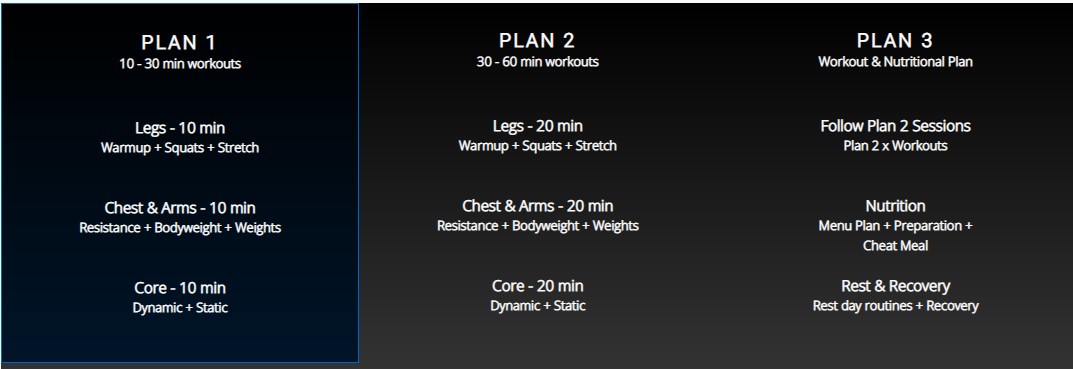 PLAN 1
10 - 30 min workouts
Legs - 10 min
Warmup + Squats + Stretch
Chest & Arms - 10 min
Resistance + Bodyweight + Weights
Core - 10 min
Dynamic + Static
PLAN 2
30 - 60 min workouts
Legs - 20 min
Warmup + Squats + Stretch
Chest & Arms - 20 min
Resistance + Bodyweight + Weights
Core - 20 min
Dynamic + Static
PLAN 3
Workout & Nutritional Plan
Follow Plan 2 Sessions
Plan 2 x Workouts
Nutrition
Menu Plan + Preparation +
Cheat Meal
Rest & Recovery
Rest day routines + Recovery